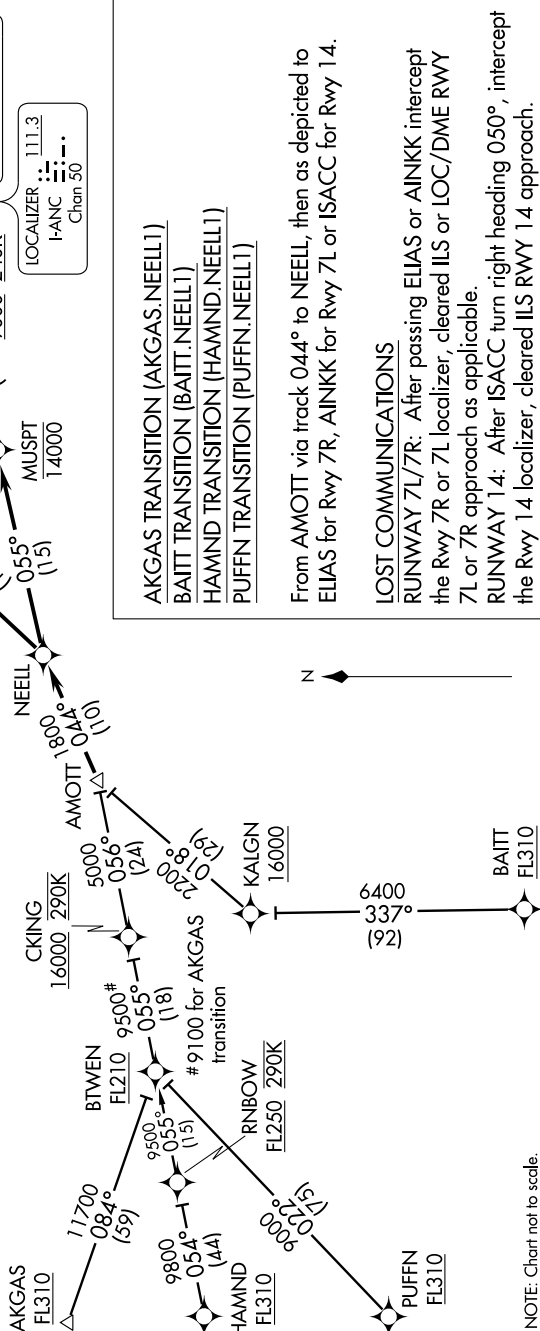 LOCALIZER 111.3
I-ANC
Chan 50
MUSPT
14000
055°
(15)
NEELL
1800
044°
(10)
AMOTT
5000
056°
(24)
CKING
16000 290K
2200
018°
(29)
KALGN
16000
6400
337°
(92)
BAITT
FL310
9500#
055°
(18)
#9100 for AKGAS
transition
BTWEN
FL210
9500
055°
(15)
RNBOW
FL250 290K
11700
084°
(59)
AKGAS
FL310
9800
054°
(44)
HAMND
FL310
9000
022°
(75)
PUFFN
FL310
N
AKGAS TRANSITION (AKGAS.NEELL1)
BAITT TRANSITION (BAITT.NEELL1)
HAMND TRANSITION (HAMND.NEELL1)
PUFFN TRANSITION (PUFFN.NEELL1)
From AMOTT via track 044° to NEELL, then as depicted to
ELIAS for Rwy 7R, AINKK for Rwy 7L or ISACC for Rwy 14.
LOST COMMUNICATIONS
RUNWAY 7L/7R: After passing ELIAS or AINKK intercept
the Rwy 7R or 7L localizer, cleared ILS or LOC/DME RWY
7L or 7R approach as applicable.
RUNWAY 14: After ISACC turn right heading 050°, intercept
the Rwy 14 localizer, cleared ILS RWY 14 approach.
NOTE: Chart not to scale.